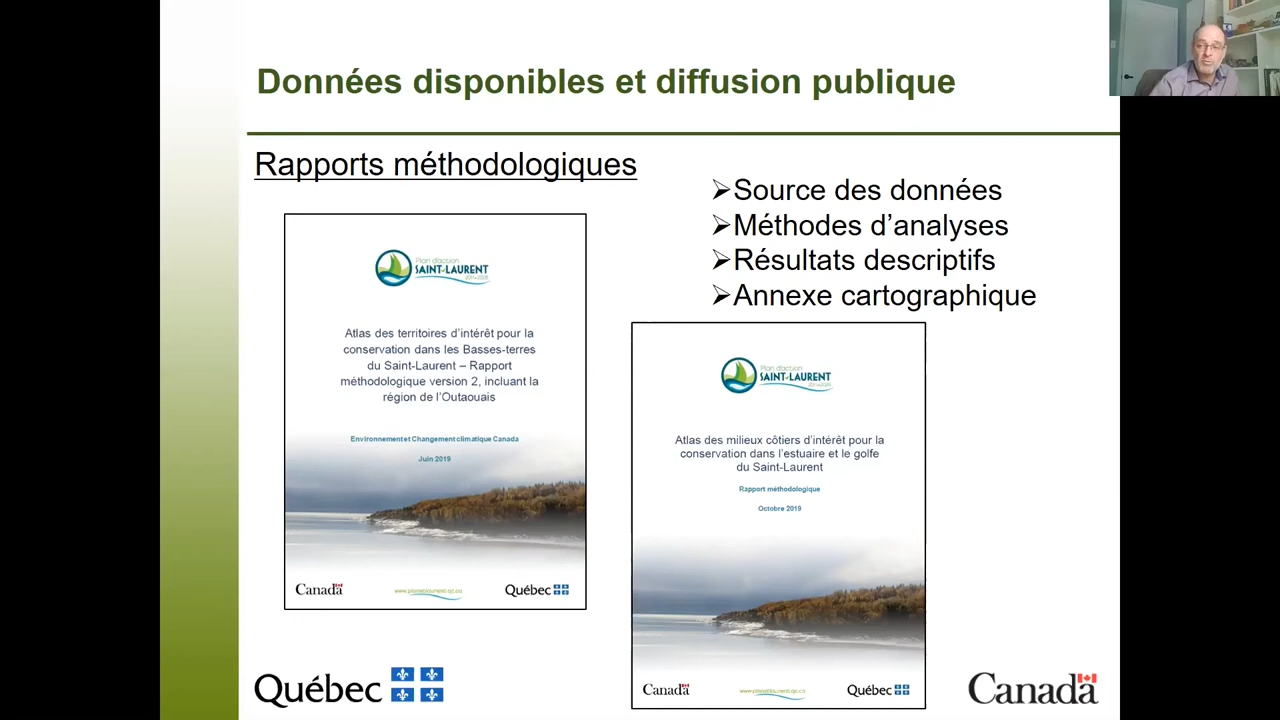 Données disponibles et diffusion publique
Rapports méthodologiques
➢Source des données
➢Méthodes d’analyses
➢Résultats descriptifs
➢Annexe cartographique
Plan d'action
SAINT-LAURENT
2011•2026
Atlas des territoires d’intérêt pour la
conservation dans les Basses-terres
du Saint-Laurent – Rapport
méthodologique version 2, incluant la
région de l’Outaouais
Environnement et Changement climatique Canada
Juin 2019
Canada
Québec
Plan d'action
SAINT-LAURENT
2011•2026
Atlas des milieux côtiers d’intérêt pour la
conservation dans l’estuaire et le golfe
du Saint-Laurent
Rapport méthodologique
Octobre 2019
Canada
Québec
Québec
Canada